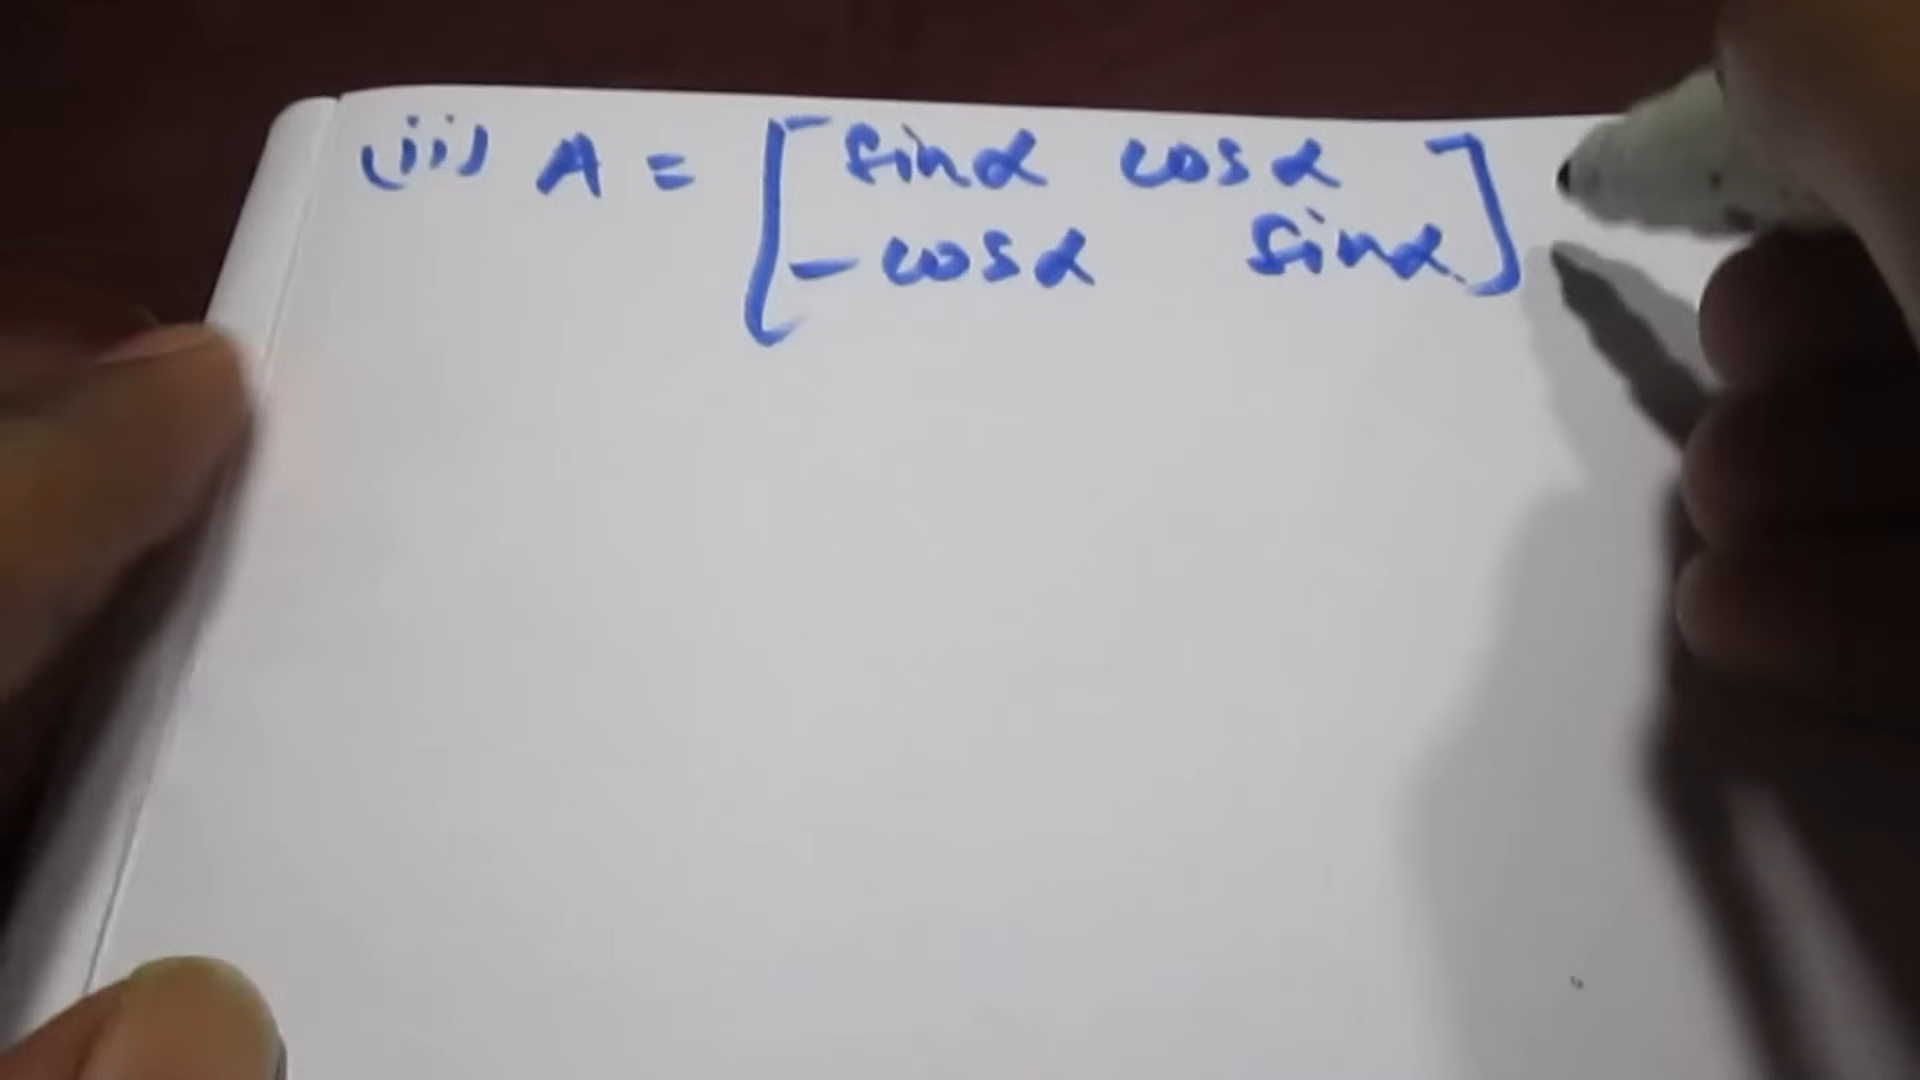 (ii) A = [ sinα cosα
-cosα sinα ]